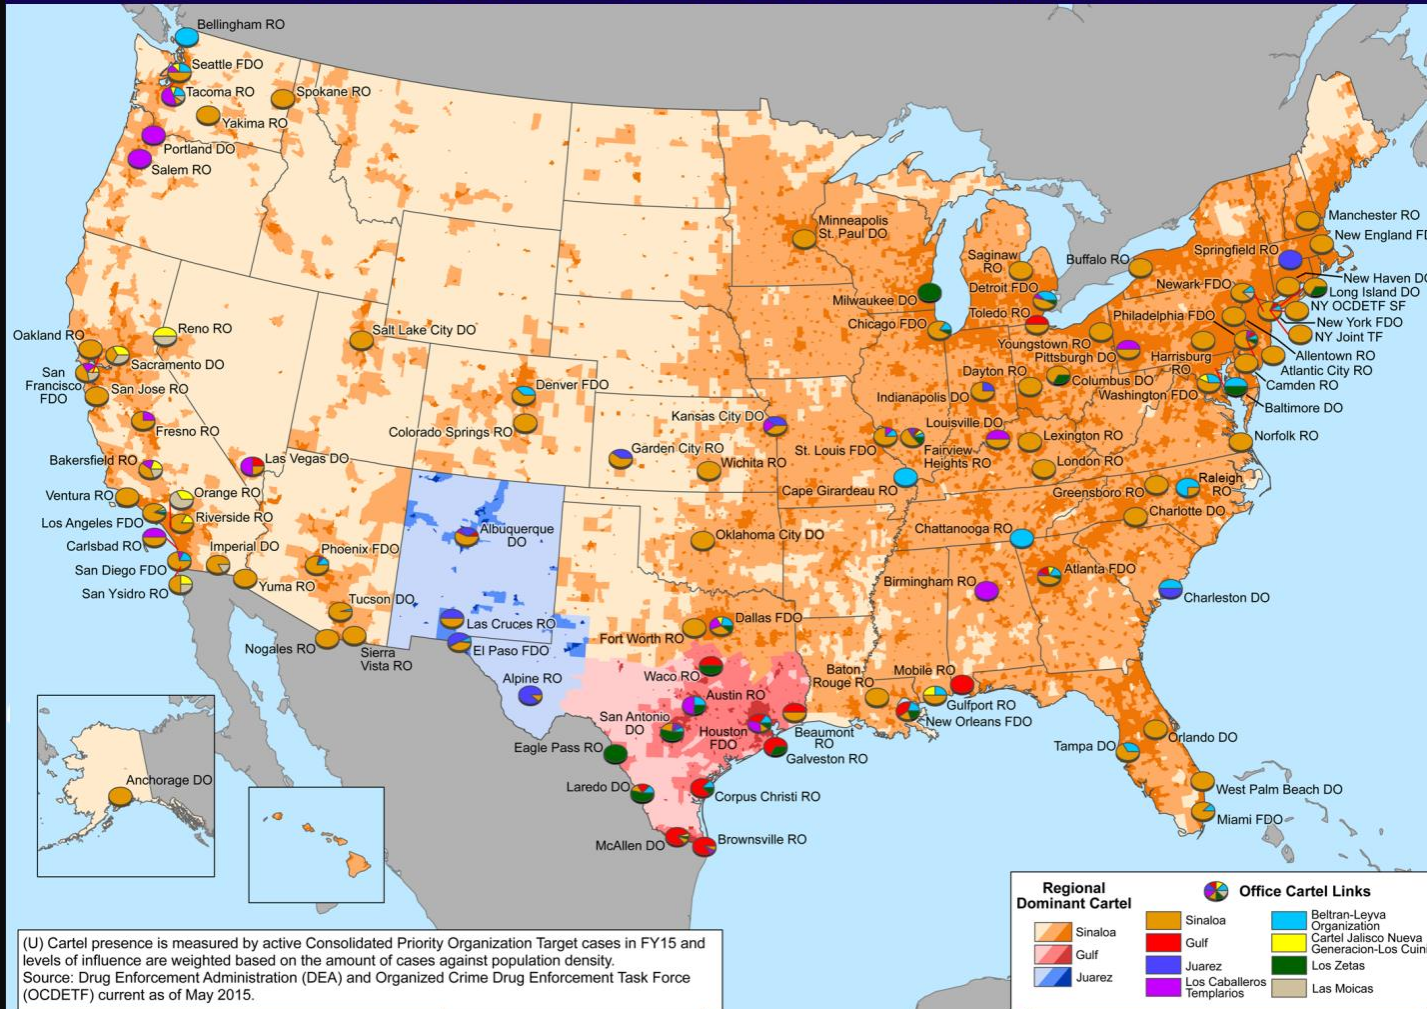 Bellingham RO
Seattle FDO
Tacoma RO
Spokane RO
Yakima RO
Portland DO
Salem RO
Minneapolis
St. Paul DO
Manchester RO
New England FD
Springfield RO
Saginaw
RO
Buffalo RO
New Haven DO
Newark FDO
Detroit FDO
Long Island DO
Milwaukee DO
NY OCDETF SF
Toledo RO
Philadelphia FDO
New York FDO
Chicago FDO
NY Joint TF
Oakland RO
Reno RO
Salt Lake City DO
Youngstown RO
Pittsburgh DO
Harrisburg
RO
Allentown RO
Sacramento DO
Atlantic City RO
San
Francisco
FDO
San Jose RO
Denver FDO
Dayton RO
Columbus DO
Camden RO
Indianapolis DO
Washington FDO
Baltimore DO
Kansas City DO
Louisville DO
Fresno RO
Colorado Springs RO
Lexington RO
Norfolk RO
St. Louis FDO
Fairview
Heights RO
Garden City RO
Bakersfield RO
Las Vegas DO
Wichita RO
London RO
Cape Girardeau RO
Raleigh
RO
Greensboro RO
Ventura RO
Orange RO
Charlotte DO
Los Angeles FDO
Riverside RO
Albuquerque
DO
Oklahoma City DO
Chattanooga RO
Carlsbad RO
Imperial DO
Phoenix FDO
San Diego FDO
Atlanta FDO
Birmingham RO
San Ysidro RO
Yuma RO
Charleston DO
Tucson DO
Las Cruces RO
Dallas FDO
Fort Worth RO
Nogales RO
Sierra
Vista RO
El Paso FDO
Alpine RO
Waco RO
Baton
Rouge RO
Mobile RO
Austin RO
Gulfport RO
San Antonio
DO
Houston
FDO
Beaumont
RO
New Orleans FDO
Eagle Pass RO
Galveston RO
Tampa DO
Orlando DO
Anchorage DO
Laredo DO
Corpus Christi RO
West Palm Beach DO
Miami FDO
McAllen DO
Brownsville RO
Regional
Dominant Cartel
Sinaloa
Gulf
Juarez
Office Cartel Links
Sinaloa
Gulf
Juarez
Los Caballeros
Templarios
Beltran-Leyva
Organization
Cartel Jalisco Nueva
Generacion-Los Cuini
Los Zetas
Las Moicas
(U) Cartel presence is measured by active Consolidated Priority Organization Target cases in FY15 and
levels of influence are weighted based on the amount of cases against population density.
Source: Drug Enforcement Administration (DEA) and Organized Crime Drug Enforcement Task Force
(OCDETF) current as of May 2015.